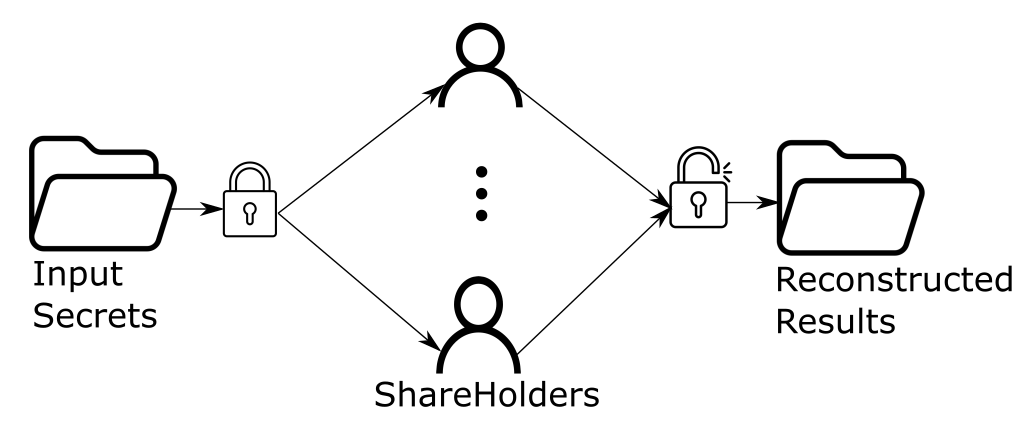 Input
Secrets
ShareHolders
Reconstructed
Results